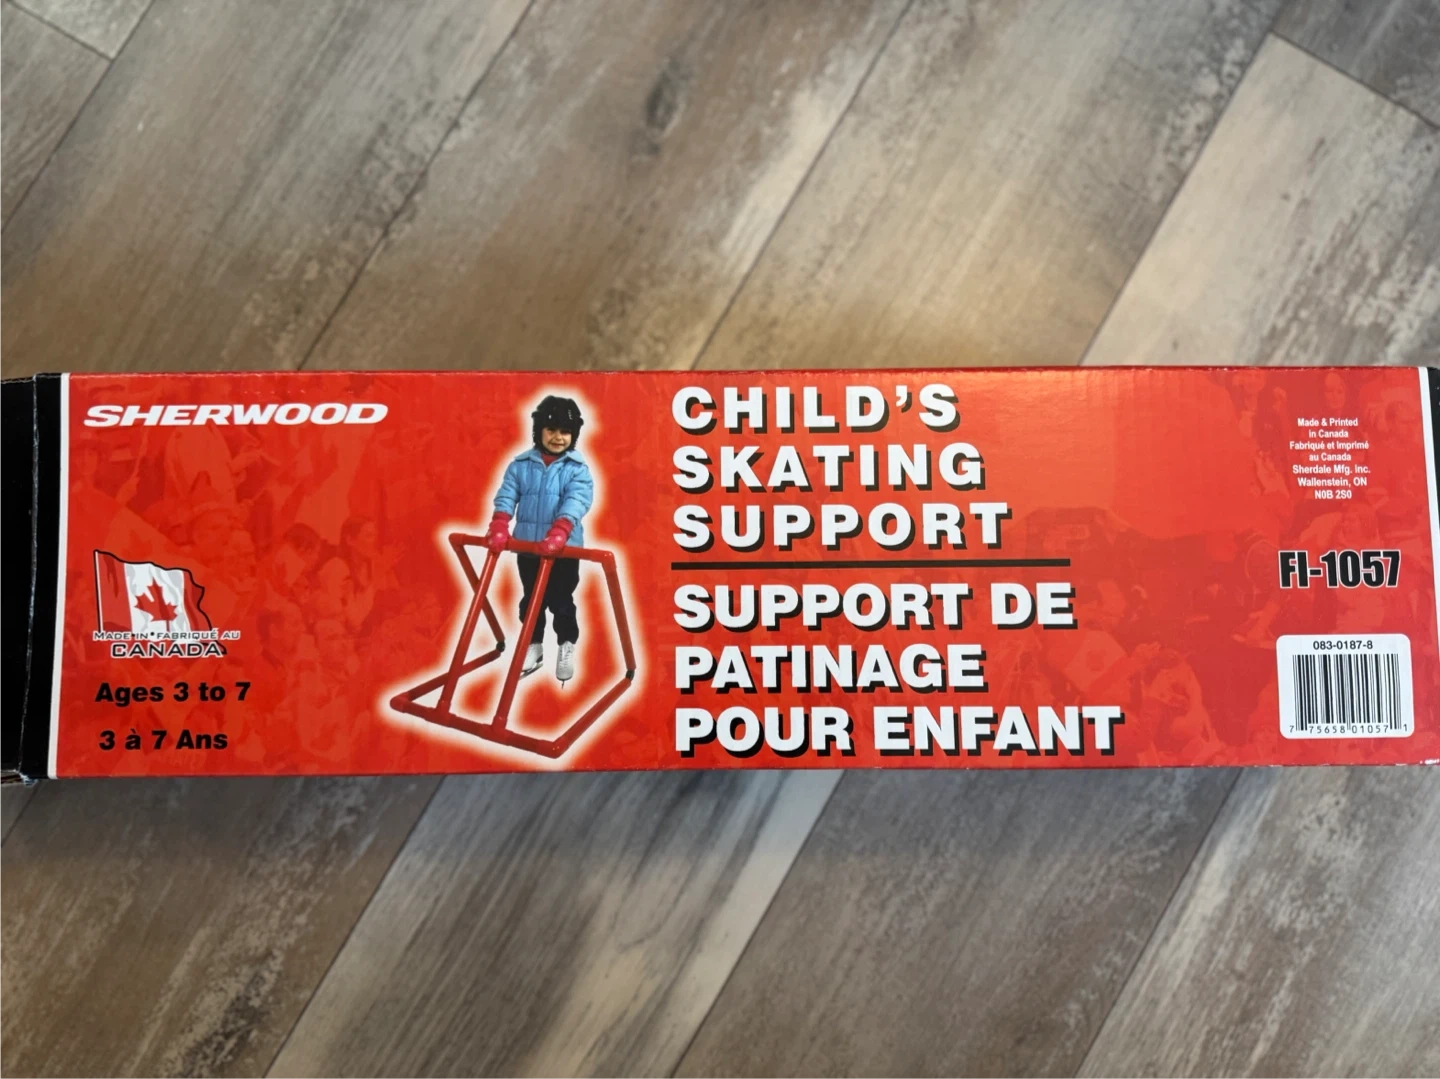 SHERWOOD
MADE IN * FABRIQUÉ AU
CANADA
Ages 3 to 7
3 à 7 Ans
CHILD'S
SKATING
SUPPORT
SUPPORT DE
PATINAGE
POUR ENFANT
Made & Printed
in Canada
Fabriqué et Imprimé
au Canada
Sherdale Mfg. inc.
Wallenstein, ON
N0B 2S0
FI-1057
083-0187-8
7 75658 01057 1